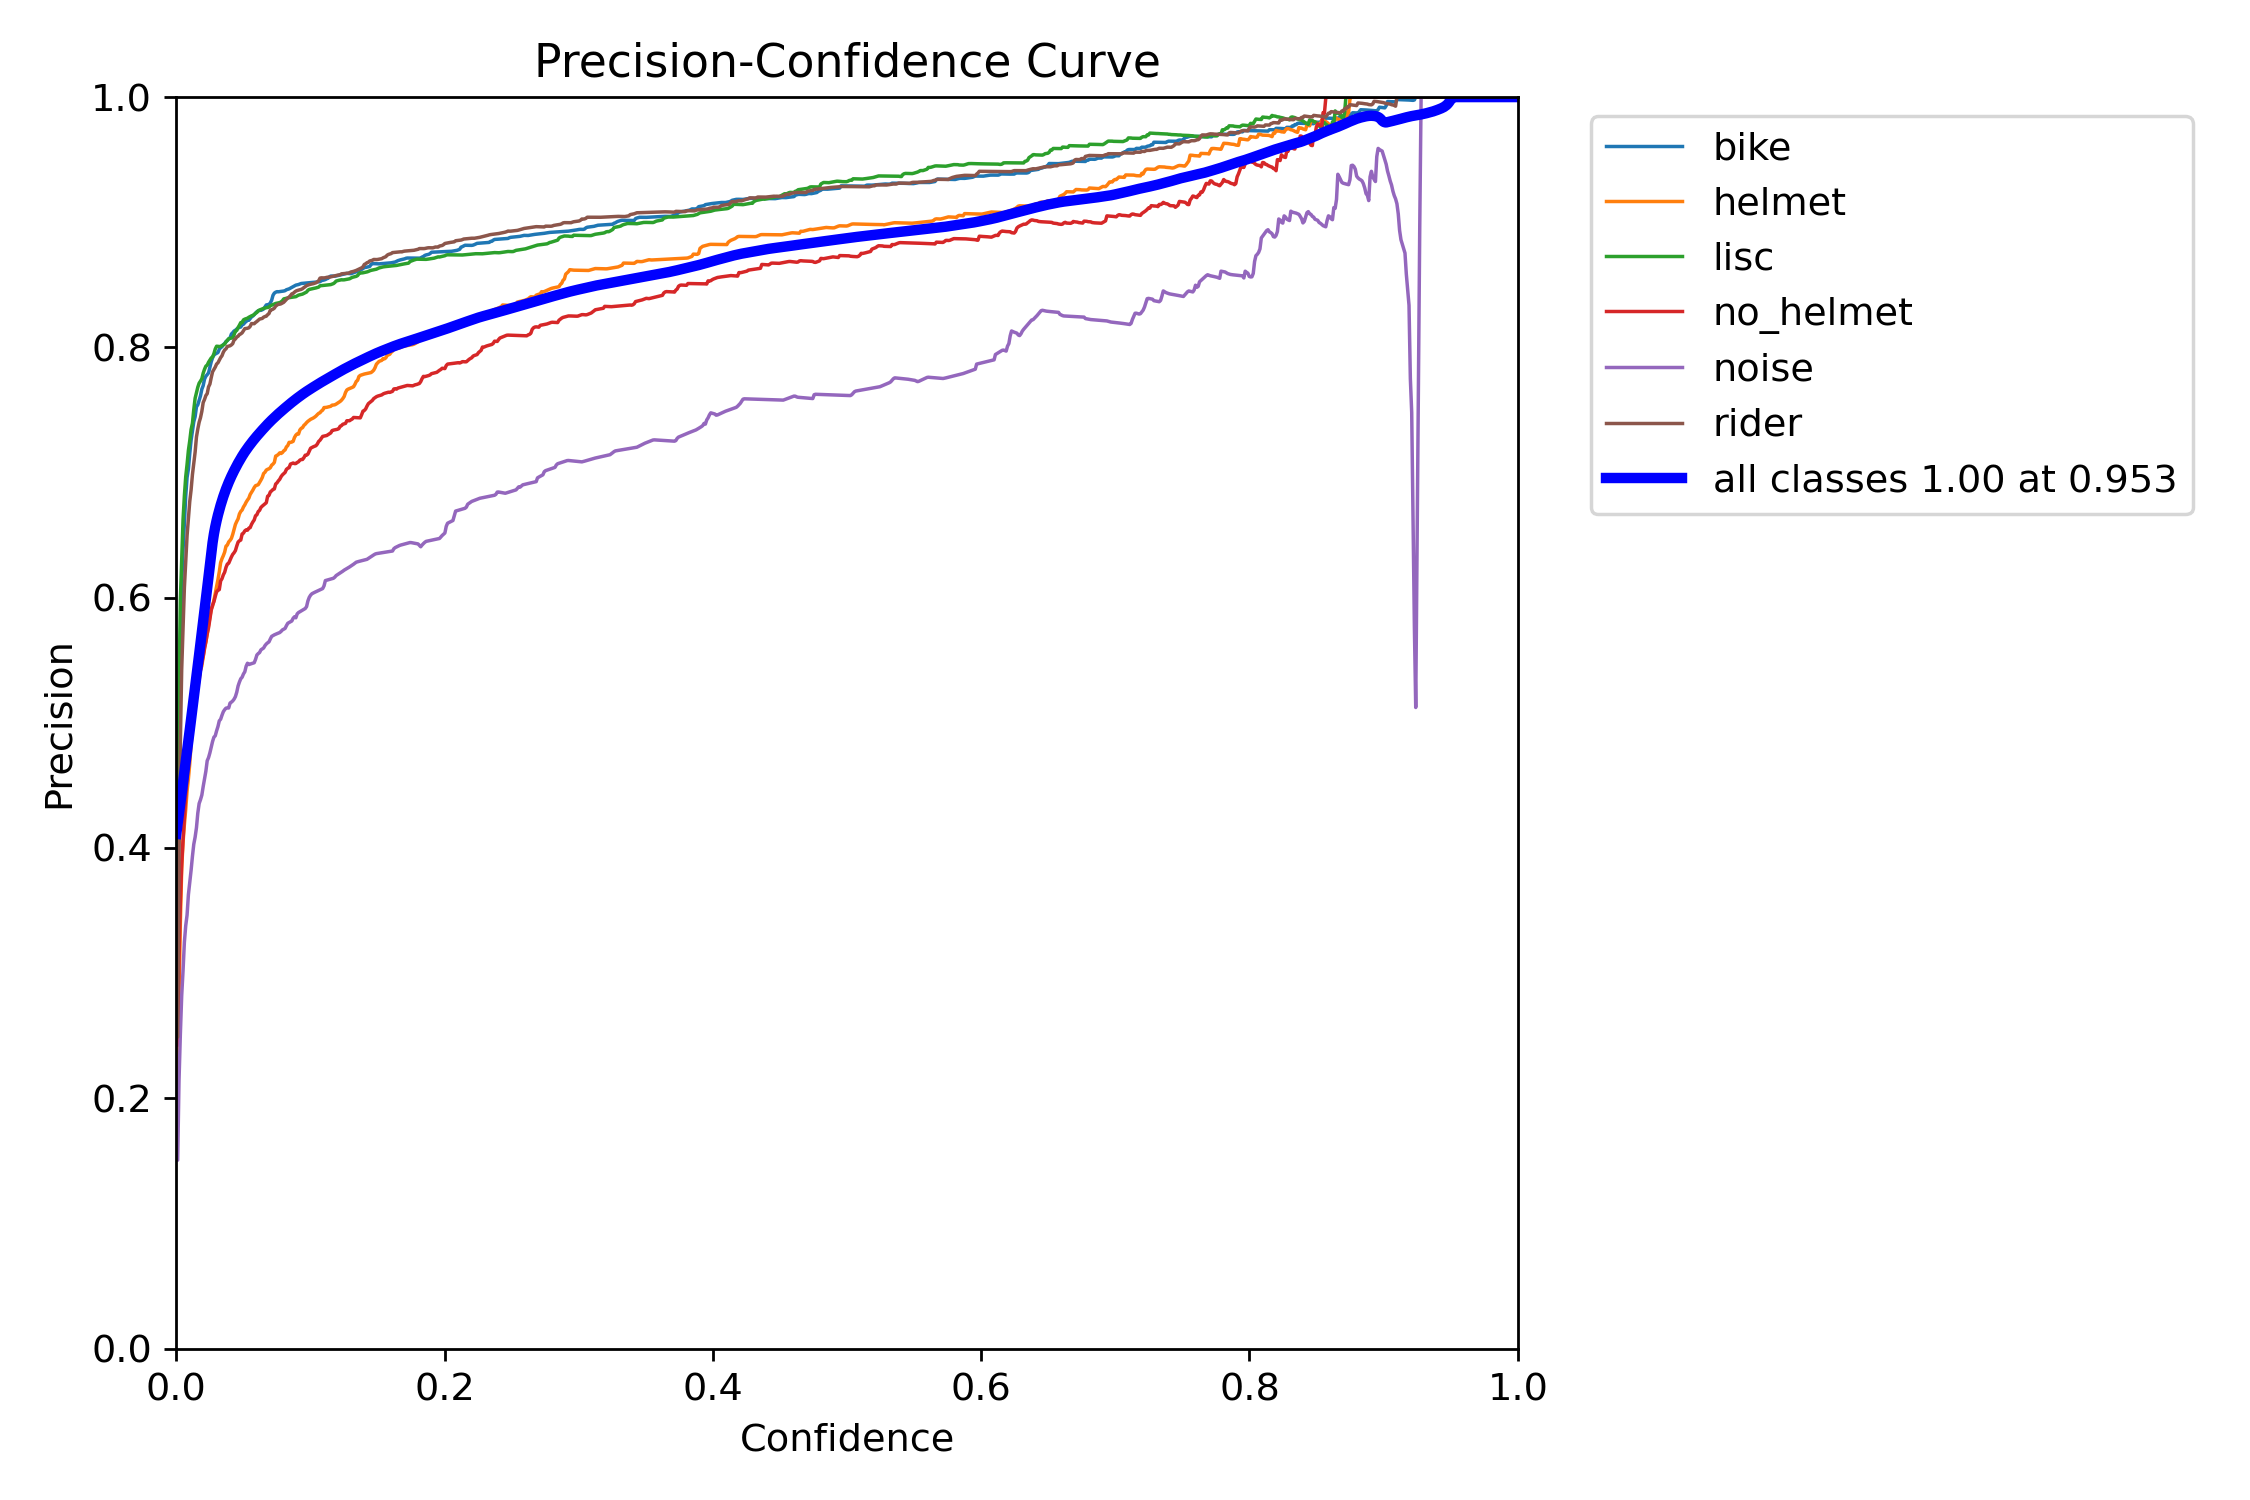 Precision-Confidence Curve
1.0
0.8
0.6
0.4
0.2
0.0
Precision
0.0 0.2 0.4 0.6 0.8 1.0
Confidence
bike
helmet
lisc
no_helmet
noise
rider
all classes 1.00 at 0.953